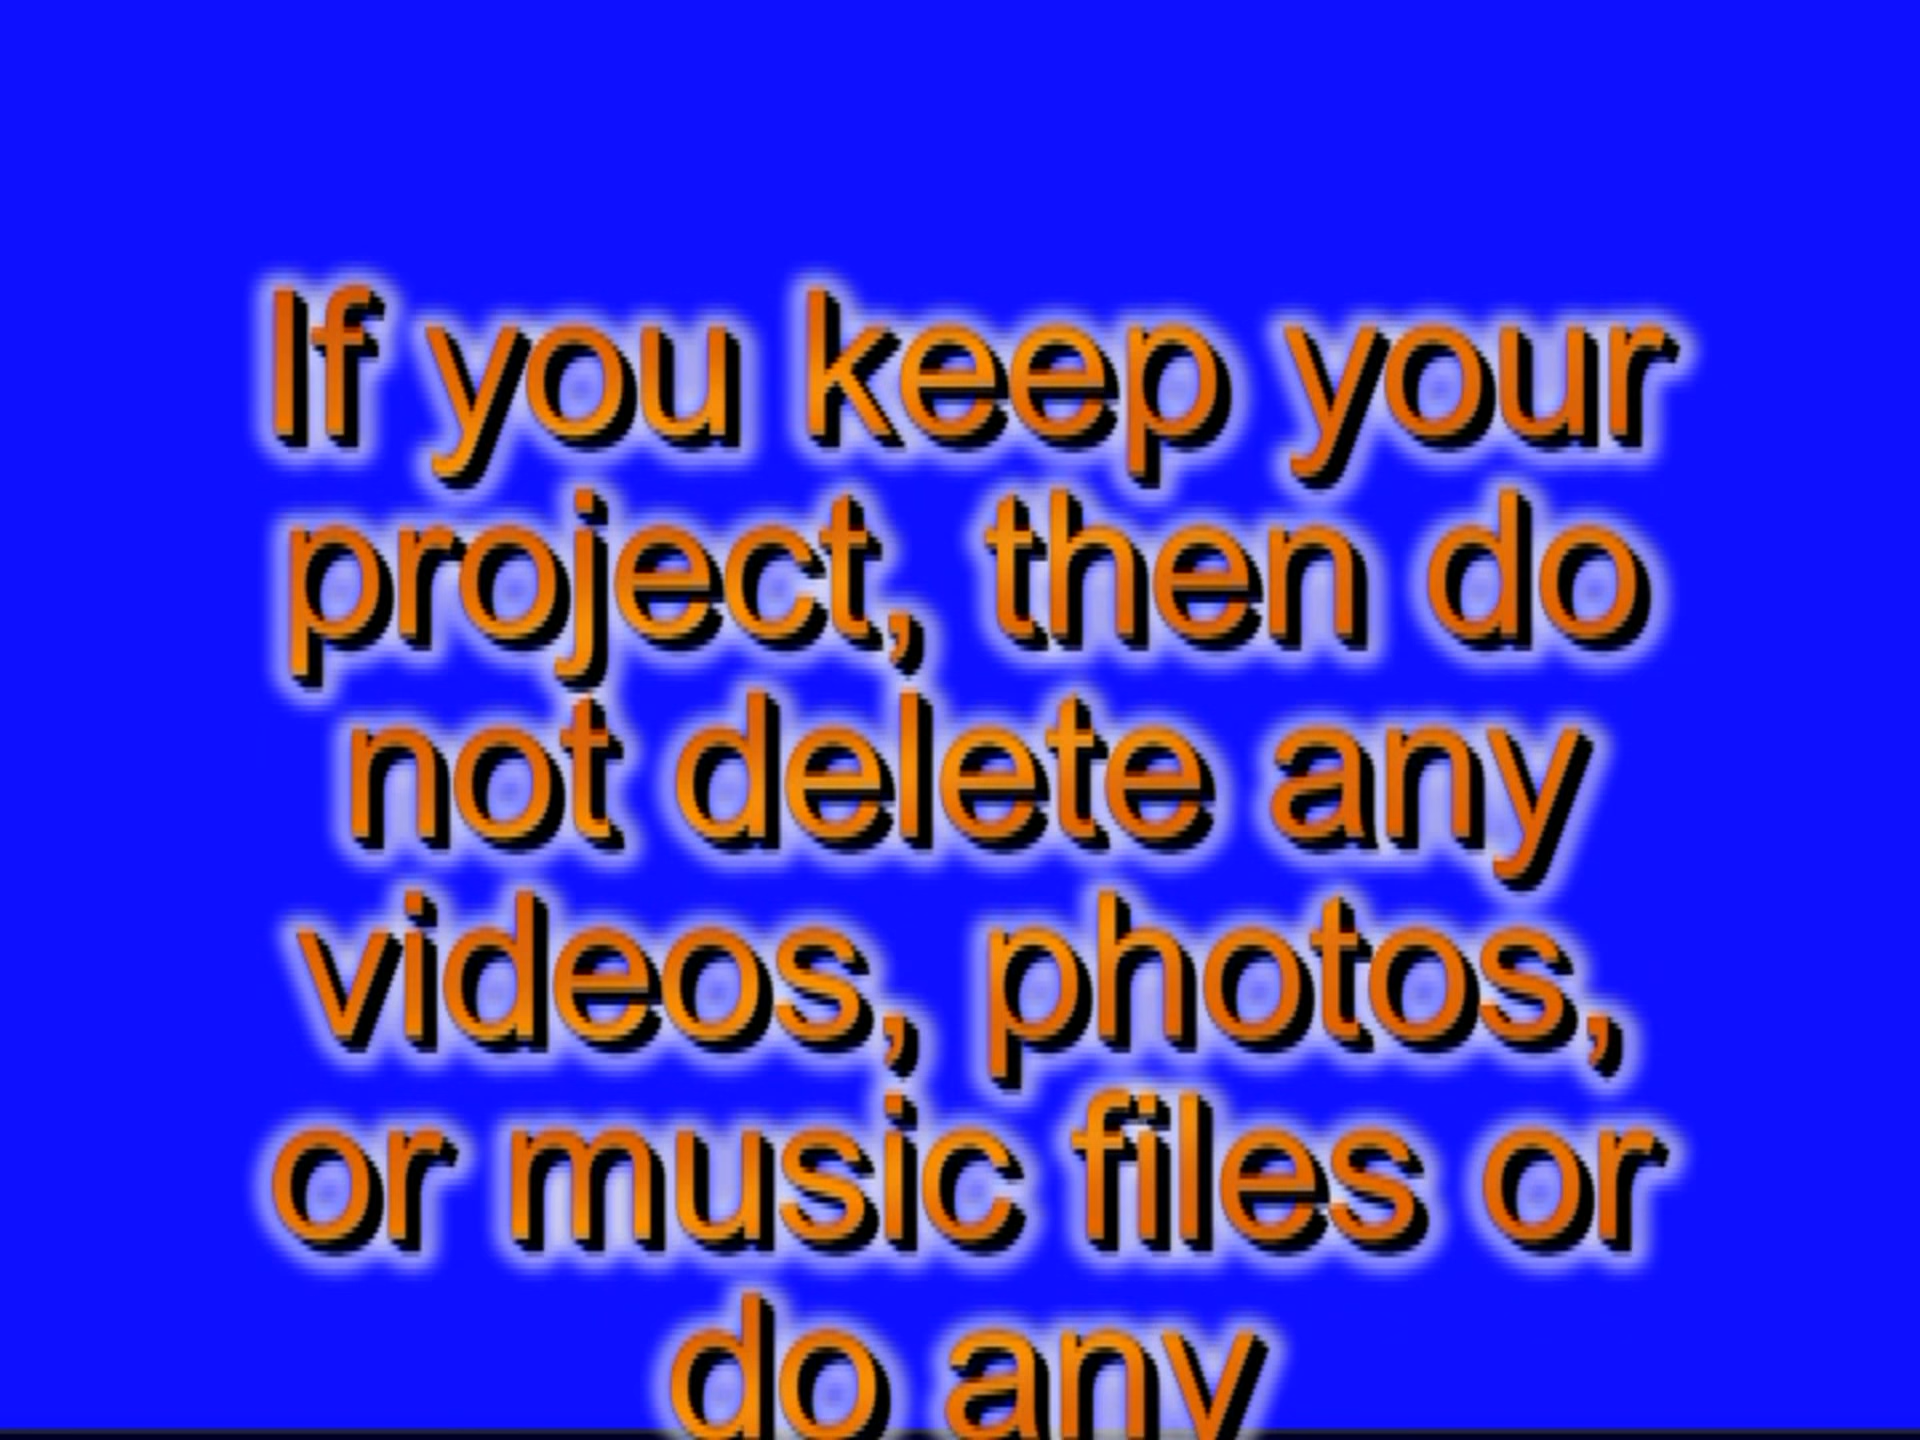 If you keep your
project, then do
not delete any
videos, photos,
or music files or
do any